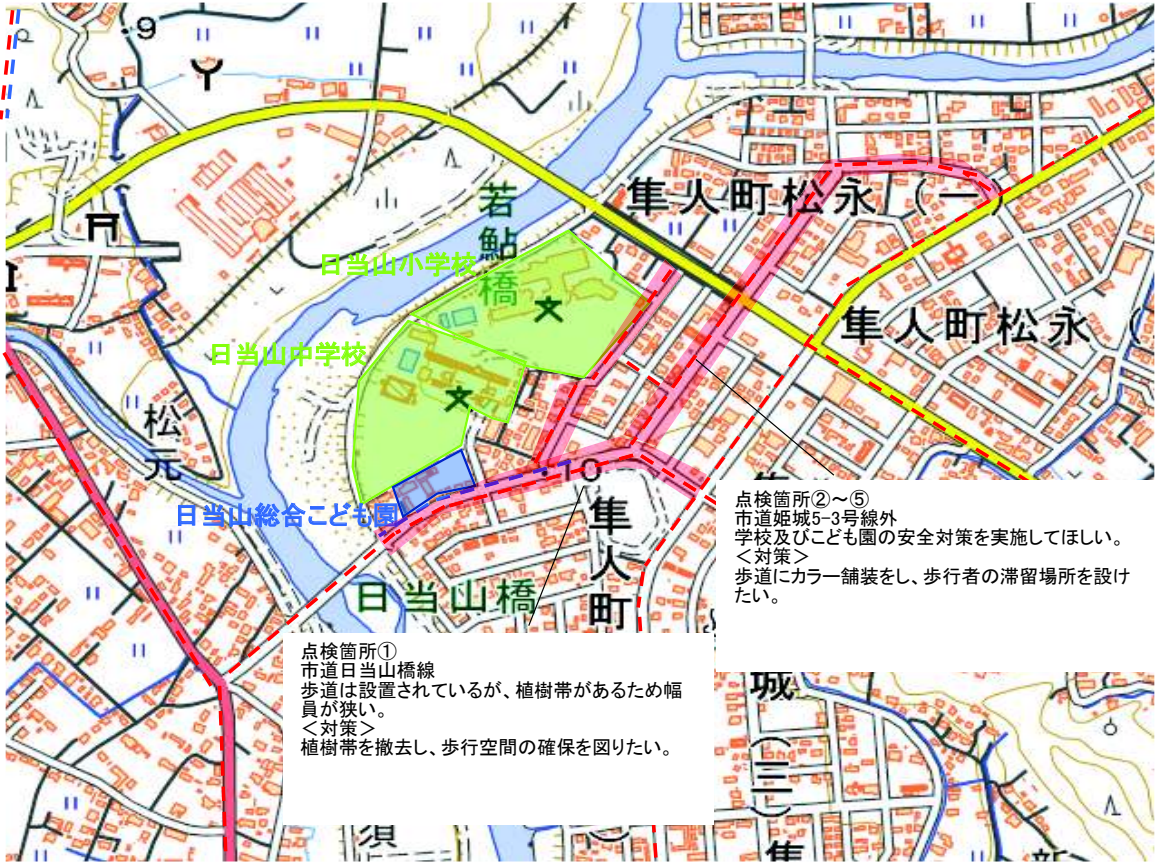 9
若鮎橋
隼人町松永（一）
日当山小学校
日当山中学校
隼人町松永（
松元
10
日当山総合こども園
隼人町
日当山橋
点検箇所②～⑤
市道姫城5-3号線外
学校及びこども園の安全対策を実施してほしい。
＜対策＞
歩道にカラー舗装をし、歩行者の滞留場所を設け
たい。
点検箇所①
市道日当山橋線
歩道は設置されているが、植樹帯があるため幅
員が狭い。
＜対策＞
植樹帯を撤去し、歩行空間の確保を図りたい。
城（三）